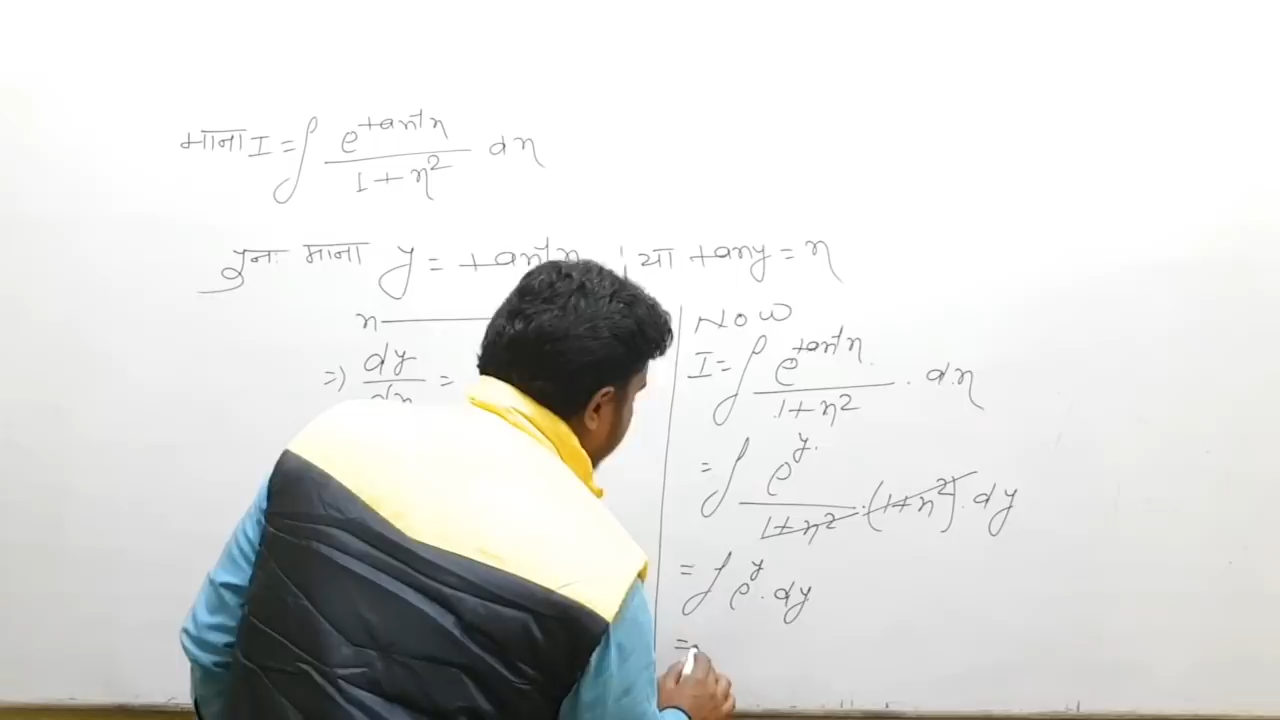 माना I = ∫ e^(tan⁻¹x) / (1+x²) dx
पुनः माना y = tan⁻¹x | या tany = x
x
⇒) dy/dx =
Now
I = ∫ e^(tan⁻¹x) / (1+x²) . dx
= ∫ e^y / (1+x²) . (1+x²) . dy
= ∫ e^y . dy
=